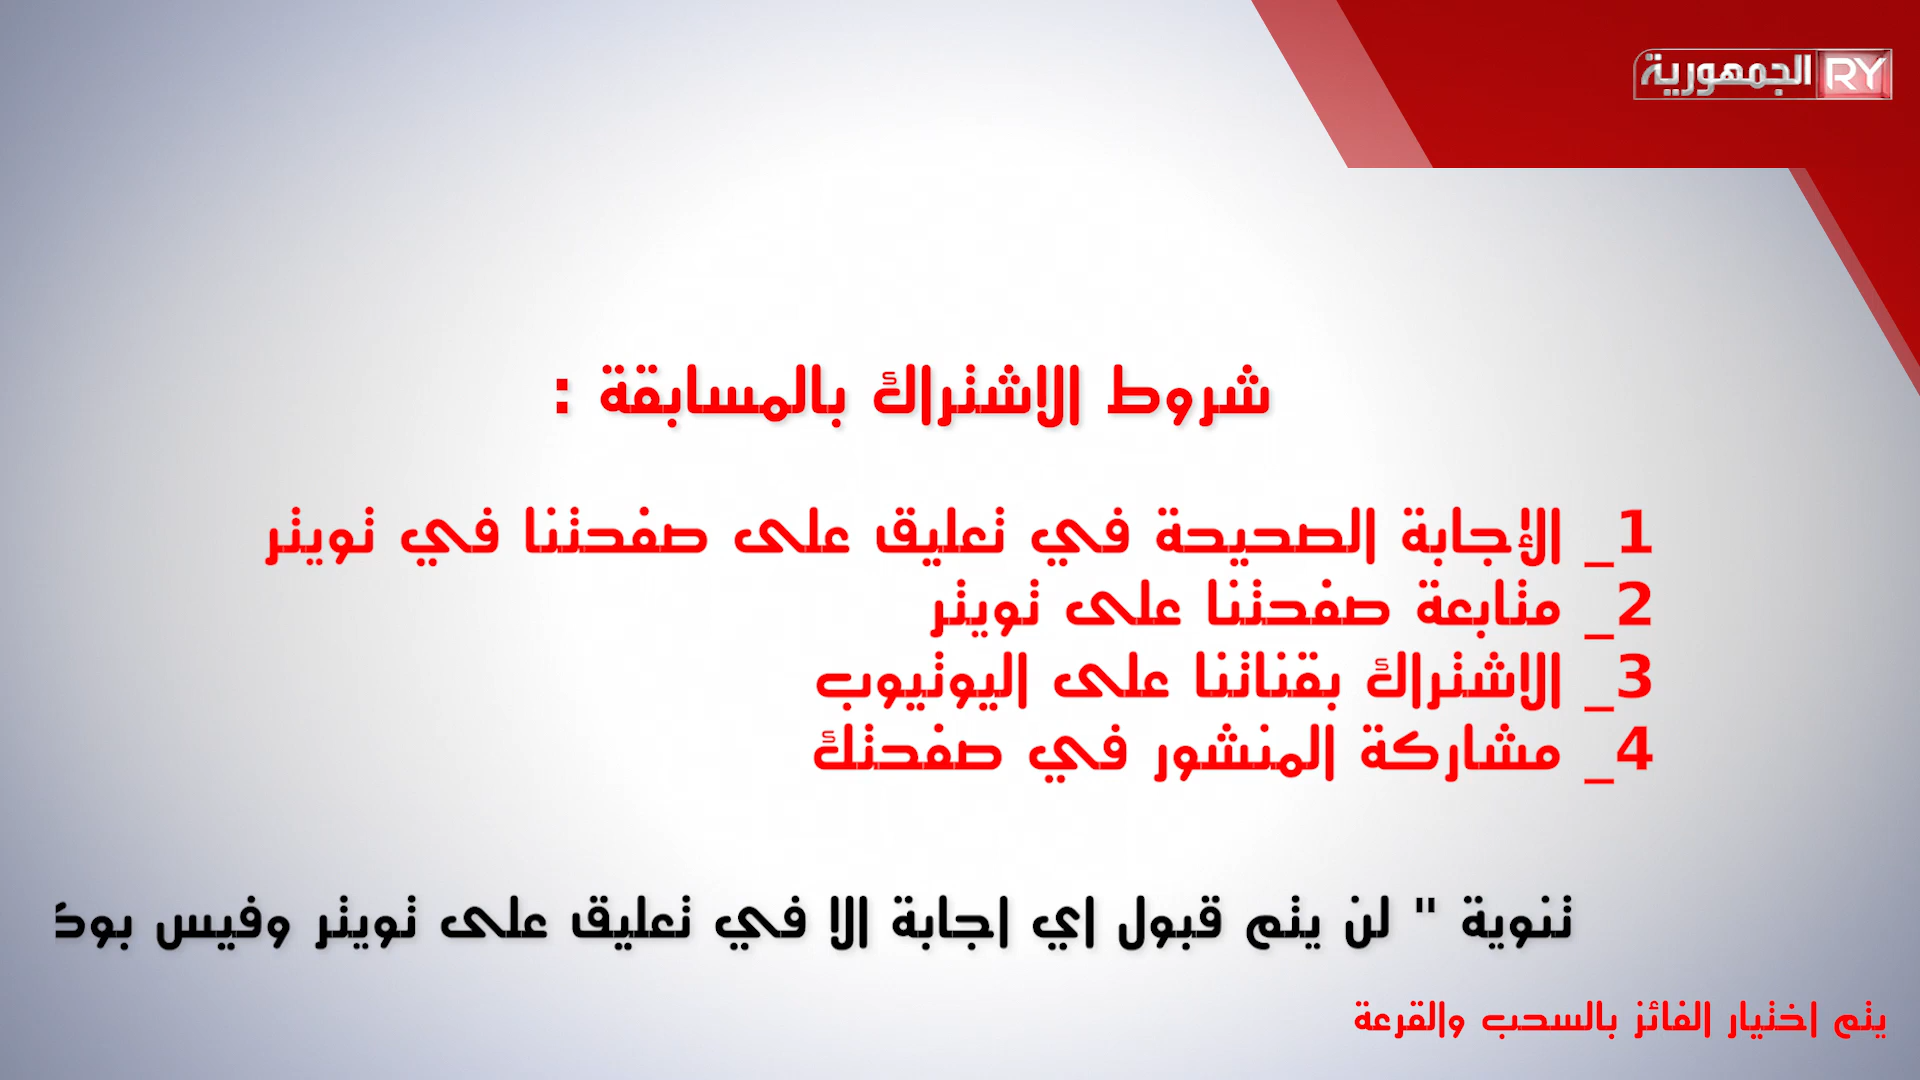 الجمهورية RY
شروط الاشتراك بالمسابقة :
1_ الإجابة الصحيحة في تعليق على صفحتنا في تويتر
2_ متابعة صفحتنا على تويتر
3_ الاشتراك بقناتنا على اليوتيوب
4_ مشاركة المنشور في صفحتك
تنوية " لن يتم قبول اي اجابة الا في تعليق على تويتر وفيس بوك
يتم اختيار الفائز بالسحب والقرعة